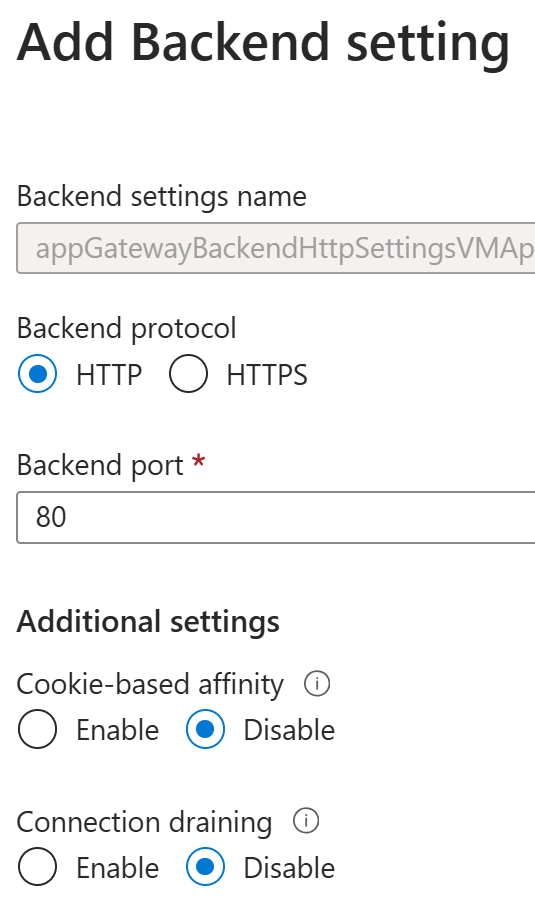 Add Backend setting
Backend settings name
appGatewayBackendHttpSettingsVMAp
Backend protocol
HTTP HTTPS
Backend port *
80
Additional settings
Cookie-based affinity
Enable Disable
Connection draining
Enable Disable